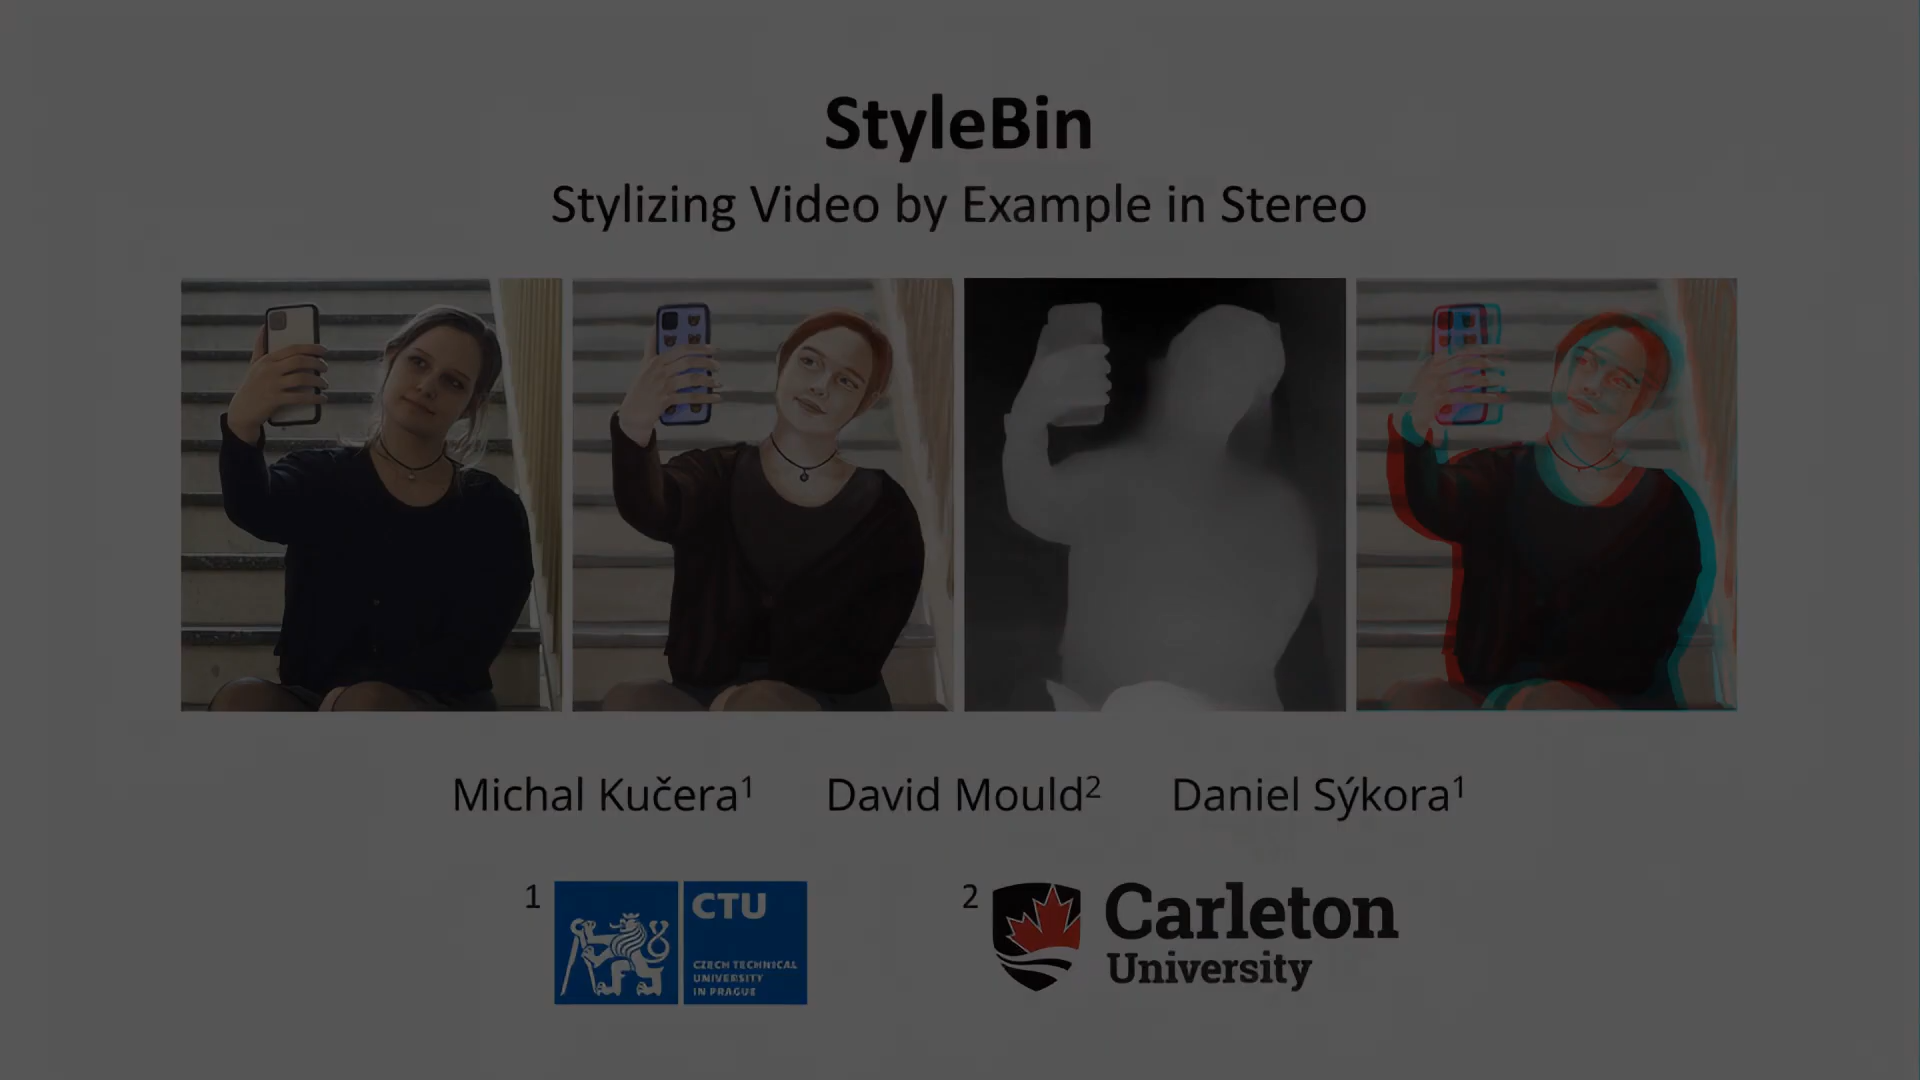 StyleBin
Stylizing Video by Example in Stereo
Michal Kučera¹ David Mould² Daniel Sýkora¹
1
CTU
CZECH TECHNICAL
UNIVERSITY
IN PRAGUE
2
Carleton
University